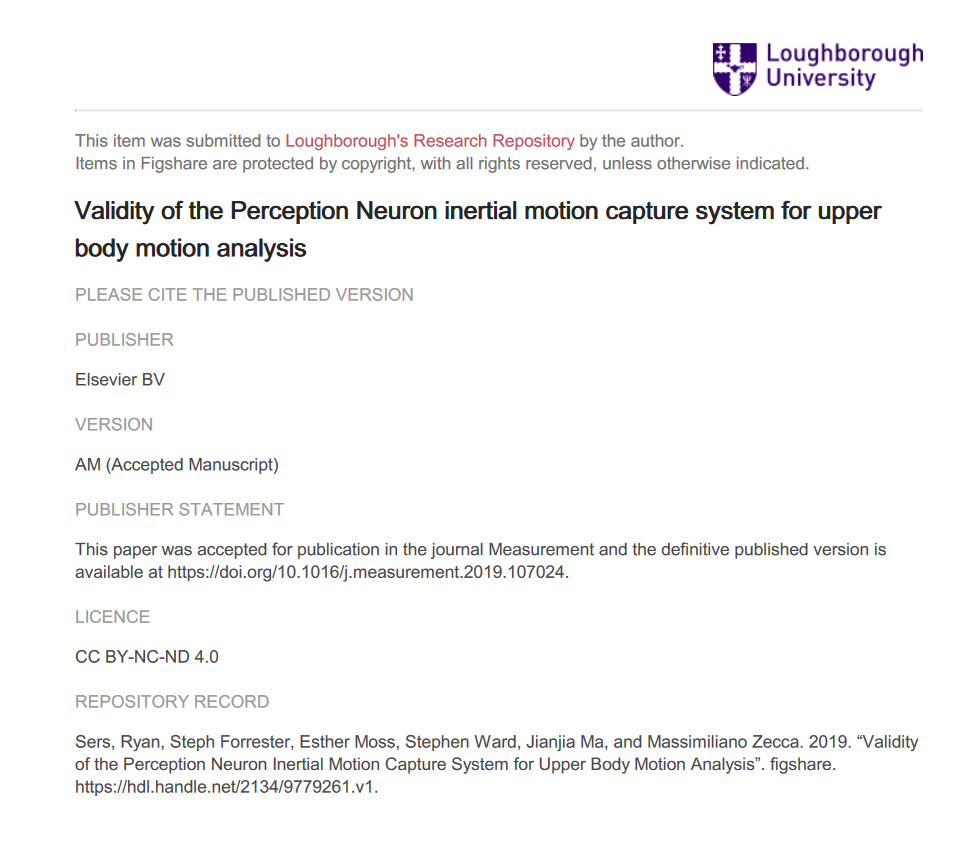 Loughborough
University
This item was submitted to Loughborough's Research Repository by the author.
Items in Figshare are protected by copyright, with all rights reserved, unless otherwise indicated.
Validity of the Perception Neuron inertial motion capture system for upper
body motion analysis
PLEASE CITE THE PUBLISHED VERSION
PUBLISHER
Elsevier BV
VERSION
AM (Accepted Manuscript)
PUBLISHER STATEMENT
This paper was accepted for publication in the journal Measurement and the definitive published version is
available at https://doi.org/10.1016/j.measurement.2019.107024.
LICENCE
CC BY-NC-ND 4.0
REPOSITORY RECORD
Sers, Ryan, Steph Forrester, Esther Moss, Stephen Ward, Jianjia Ma, and Massimiliano Zecca. 2019. “Validity
of the Perception Neuron Inertial Motion Capture System for Upper Body Motion Analysis”. figshare.
https://hdl.handle.net/2134/9779261.v1.